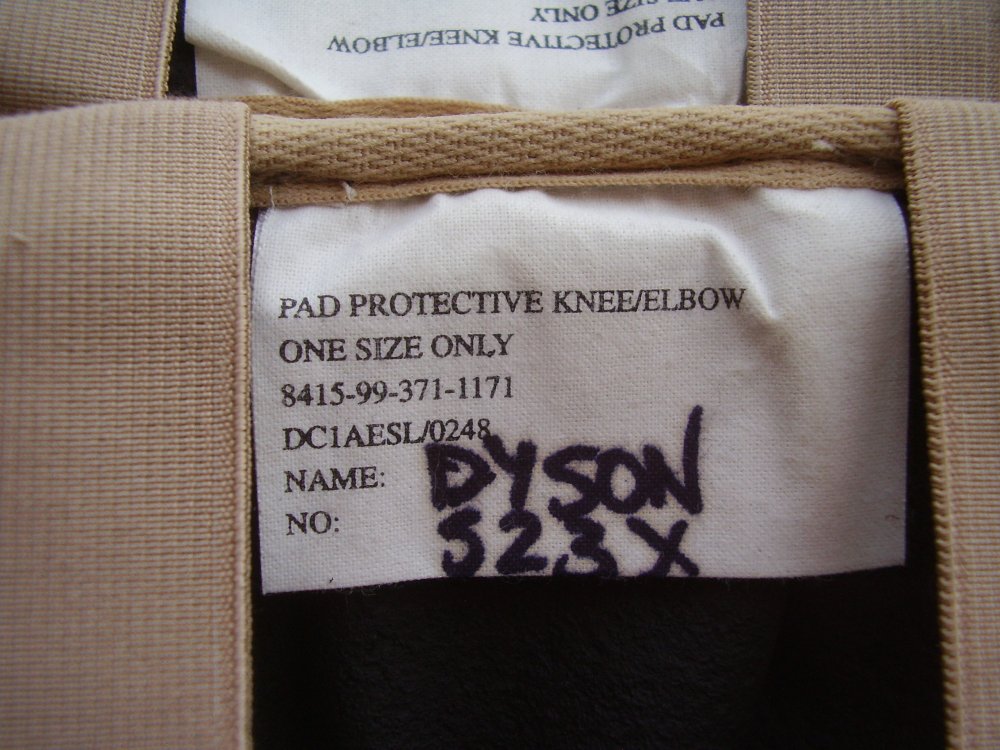 PAD PROTECTIVE KNEE/ELBOW
SIZE ONLY
PAD PROTECTIVE KNEE/ELBOW
ONE SIZE ONLY
8415-99-371-1171
DC1AESL/0248
NAME: DYSON
NO: 523X